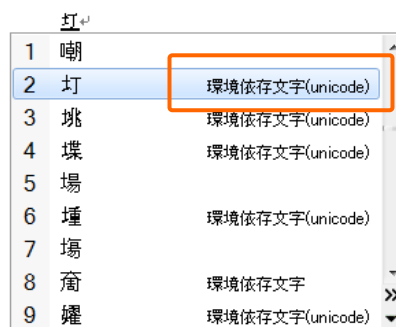 圢↵
1 嘲
2 圢 環境依存文字(unicode)
3 垗 環境依存文字(unicode)
4 堞 環境依存文字(unicode)
5 場
6 堹 環境依存文字(unicode)
7 塲
8 奝 環境依存文字
9 嬥 環境依存文字(unicode)